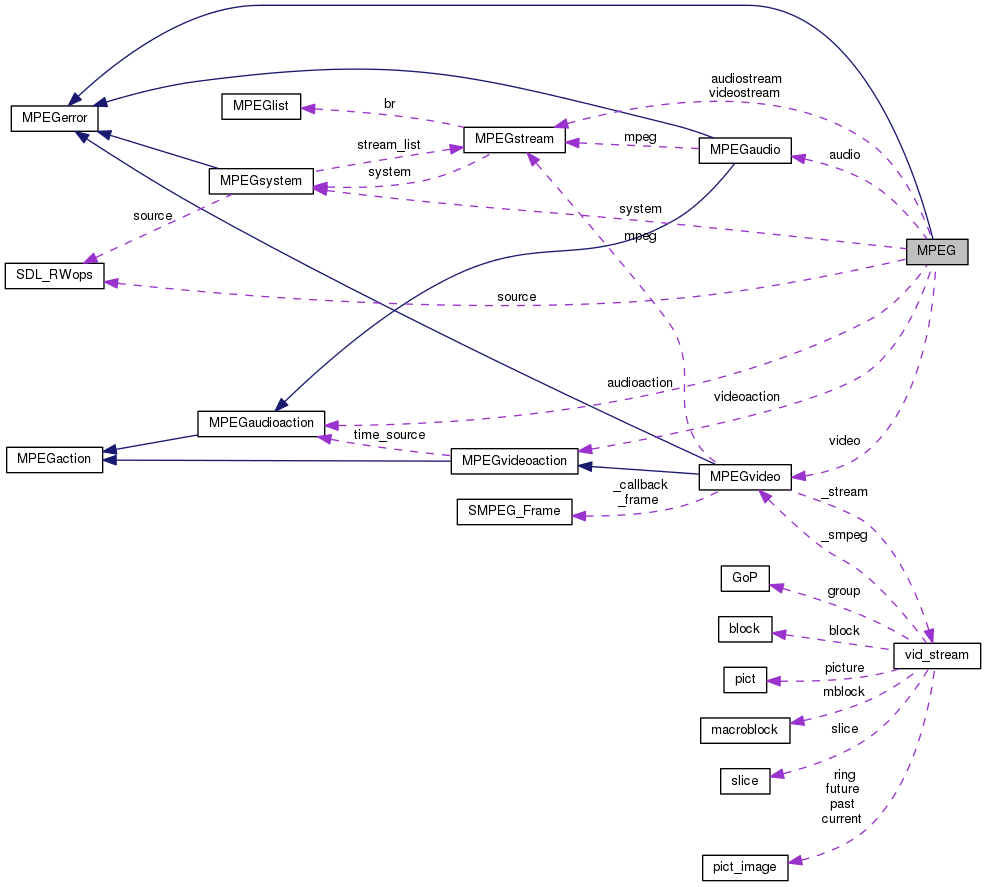 audiostream
videostream
MPEGlist
br
MPEGerror
MPEGstream
mpeg
MPEGaudio
audio
stream_list
system
MPEGsystem
source
system
mpeg
MPEG
SDL_RWops
source
audioaction
videoaction
MPEGaudioaction
time_source
video
MPEGaction
MPEGvideoaction
MPEGvideo
_callback
_frame
_stream
SMPEG_Frame
_smpeg
GoP
group
block
block
vid_stream
pict
picture
mblock
macroblock
slice
slice
ring
future
past
current
pict_image